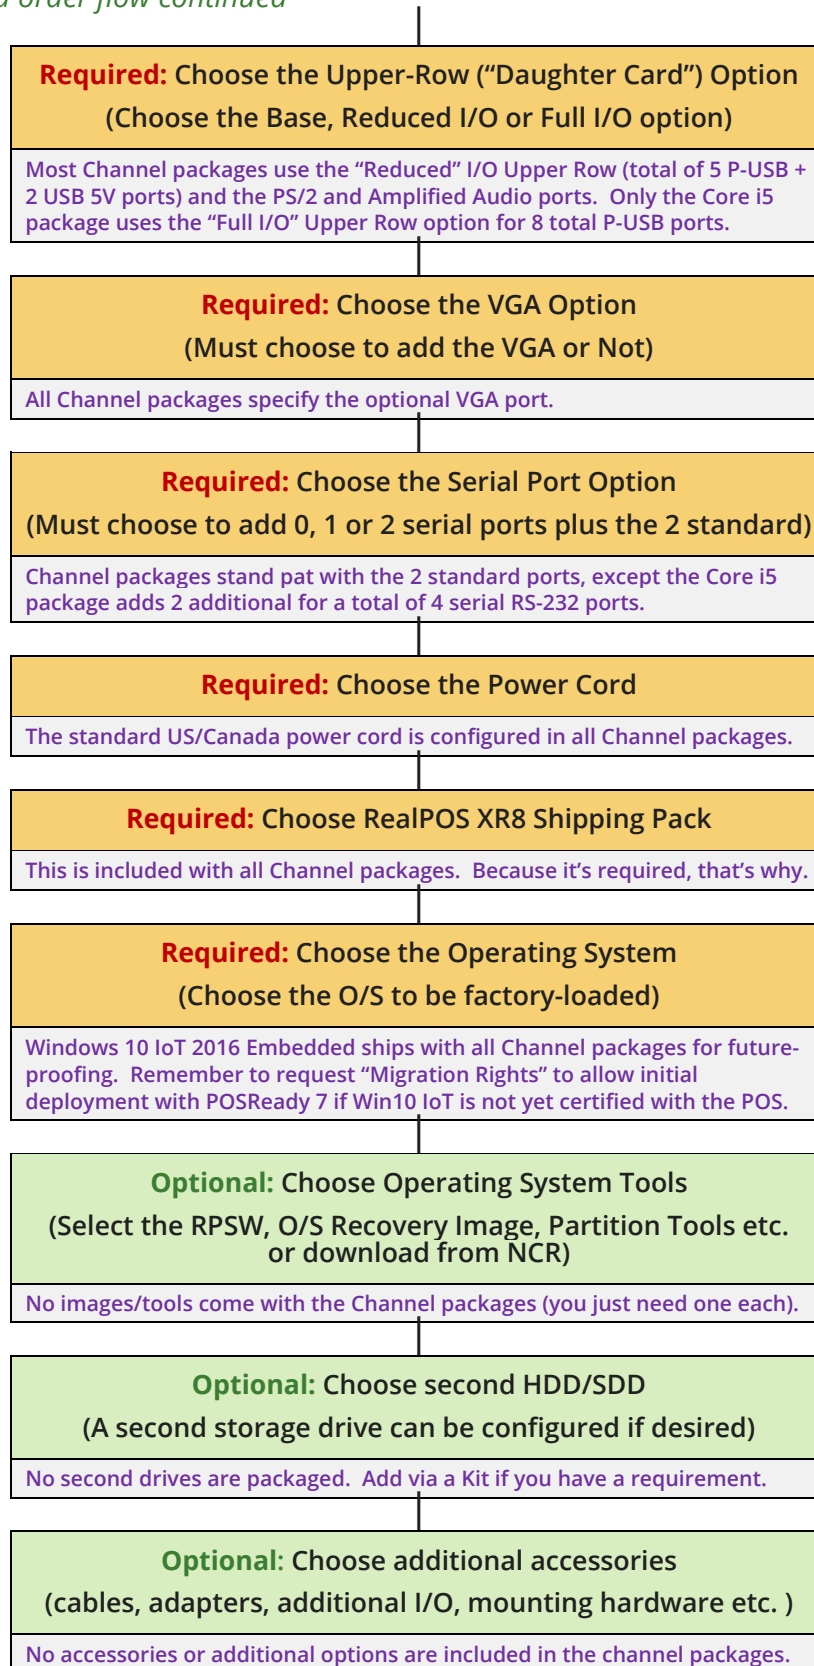 order flow continued
Required: Choose the Upper-Row (“Daughter Card”) Option
(Choose the Base, Reduced I/O or Full I/O option)
Most Channel packages use the “Reduced” I/O Upper Row (total of 5 P-USB +
2 USB 5V ports) and the PS/2 and Amplified Audio ports. Only the Core i5
package uses the “Full I/O” Upper Row option for 8 total P-USB ports.
Required: Choose the VGA Option
(Must choose to add the VGA or Not)
All Channel packages specify the optional VGA port.
Required: Choose the Serial Port Option
(Must choose to add 0, 1 or 2 serial ports plus the 2 standard)
Channel packages stand pat with the 2 standard ports, except the Core i5
package adds 2 additional for a total of 4 serial RS-232 ports.
Required: Choose the Power Cord
The standard US/Canada power cord is configured in all Channel packages.
Required: Choose RealPOS XR8 Shipping Pack
This is included with all Channel packages. Because it’s required, that’s why.
Required: Choose the Operating System
(Choose the O/S to be factory-loaded)
Windows 10 IoT 2016 Embedded ships with all Channel packages for future-
proofing. Remember to request “Migration Rights” to allow initial
deployment with POSReady 7 if Win10 IoT is not yet certified with the POS.
Optional: Choose Operating System Tools
(Select the RPSW, O/S Recovery Image, Partition Tools etc.
or download from NCR)
No images/tools come with the Channel packages (you just need one each).
Optional: Choose second HDD/SDD
(A second storage drive can be configured if desired)
No second drives are packaged. Add via a Kit if you have a requirement.
Optional: Choose additional accessories
(cables, adapters, additional I/O, mounting hardware etc. )
No accessories or additional options are included in the channel packages.